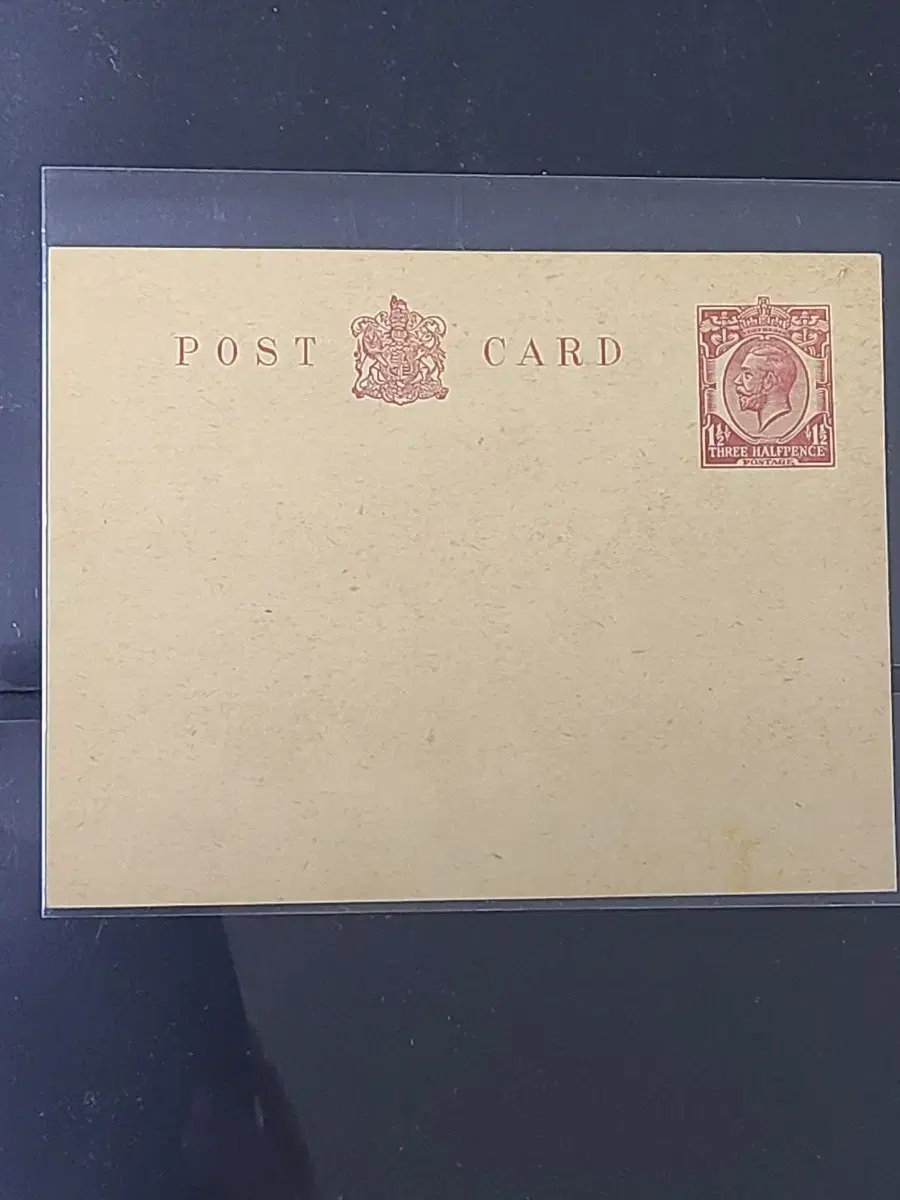 POST CARD
1½ 1½
THREE HALFPENCE
POSTAGE